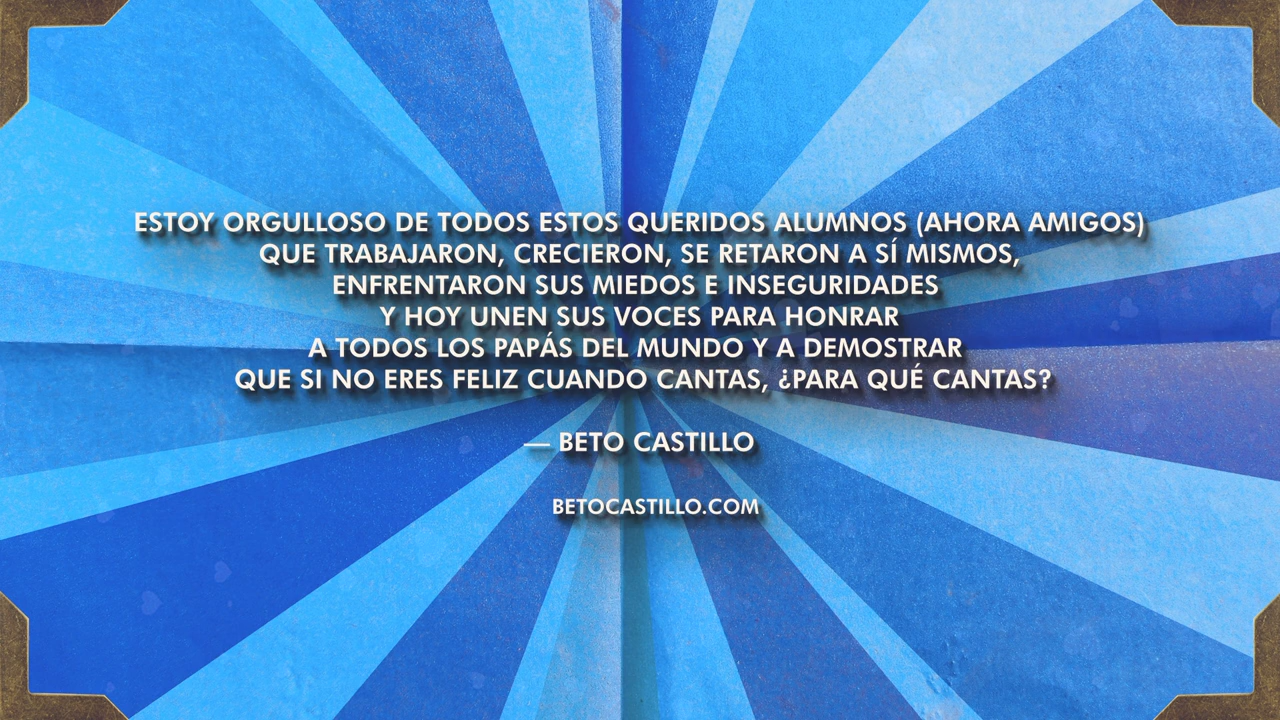 ESTOY ORGULLOSO DE TODOS ESTOS QUERIDOS ALUMNOS (AHORA AMIGOS)
QUE TRABAJARON, CRECIERON, SE RETARON A SÍ MISMOS,
ENFRENTARON SUS MIEDOS E INSEGURIDADES
Y HOY UNEN SUS VOCES PARA HONRAR
A TODOS LOS PAPÁS DEL MUNDO Y A DEMOSTRAR
QUE SI NO ERES FELIZ CUANDO CANTAS, ¿PARA QUÉ CANTAS?
— BETO CASTILLO
BETOCASTILLO.COM